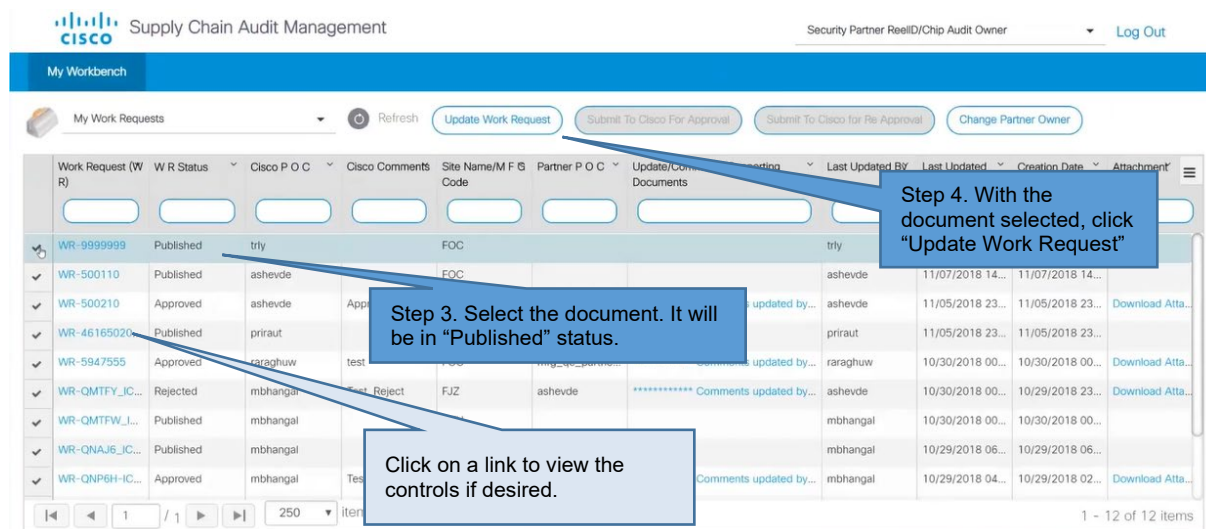 CISCO Supply Chain Audit Management Security Partner ReelID/Chip Audit Owner Log Out
My Workbench
My Work Requests Refresh Update Work Request Submit To Cisco For Approval Submit To Cisco for Re Approval Change Partner Owner
Work Request (W W R Status Cisco P O C Cisco Comments Site Name/M F G Partner P O C Last Updated By Last Updated Creation Date Attachment
R) Code Documents
Step 4. With the
document selected, click
“Update Work Request”
WR-9999999 Published trly FOC trly
WR-500110 Published ashevde FOC ashevde 11/07/2018 14... 11/07/2018 14...
WR-500210 Approved ashevde updated by... ashevde 11/05/2018 23... 11/05/2018 23... Download Atta...
Step 3. Select the document. It will
be in “Published” status.
WR-46165020... Published priraut priraut 11/05/2018 23... 11/05/2018 23...
WR-5947555 Approved raraghuw test Comments updated by... raraghuw 10/30/2018 00... 10/30/2018 00... Download Atta...
WR-QMTFY_IC... Rejected mbhangal Test_Reject FJZ ashevde ************ Comments updated by... ashevde 10/30/2018 00... 10/29/2018 23... Download Atta...
WR-QMTFW_I... Published mbhangal mbhangal 10/30/2018 00... 10/30/2018 00...
WR-QNAJ6_IC... Published mbhangal mbhangal 10/29/2018 06... 10/29/2018 06...
WR-QNP6H-IC... Approved mbhangal Comments updated by... mbhangal 10/29/2018 04... 10/29/2018 02... Download Atta...
Click on a link to view the
controls if desired.
1 / 1 250 1 - 12 of 12 items